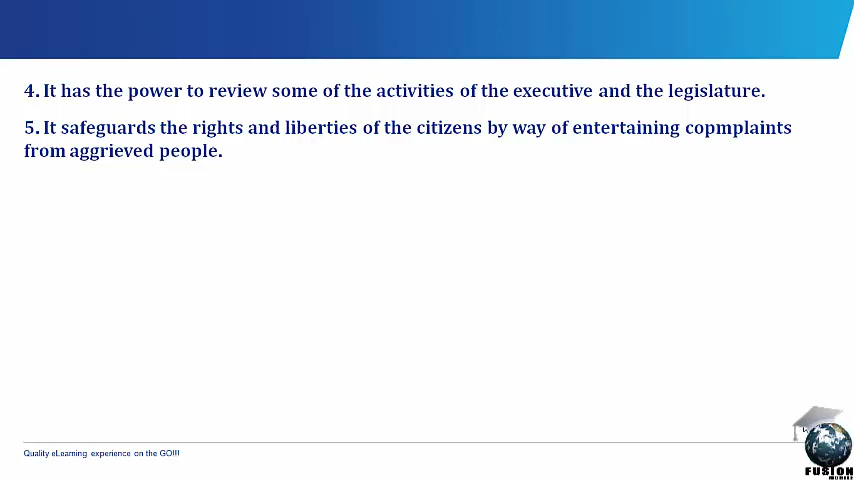 4. It has the power to review some of the activities of the executive and the legislature.
5. It safeguards the rights and liberties of the citizens by way of entertaining copmplaints
from aggrieved people.
Quality eLearning experience on the GO!!!
FUSION